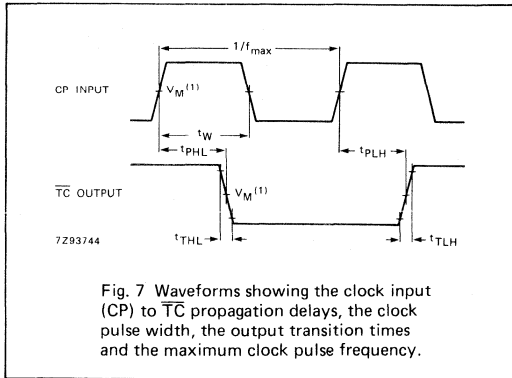 1/fmax
CP INPUT
VM(1)
tW
tPHL
tPLH
TC OUTPUT
VM(1)
7Z93744
tTHL
tTLH
Fig. 7 Waveforms showing the clock input
(CP) to TC propagation delays, the clock
pulse width, the output transition times
and the maximum clock pulse frequency.